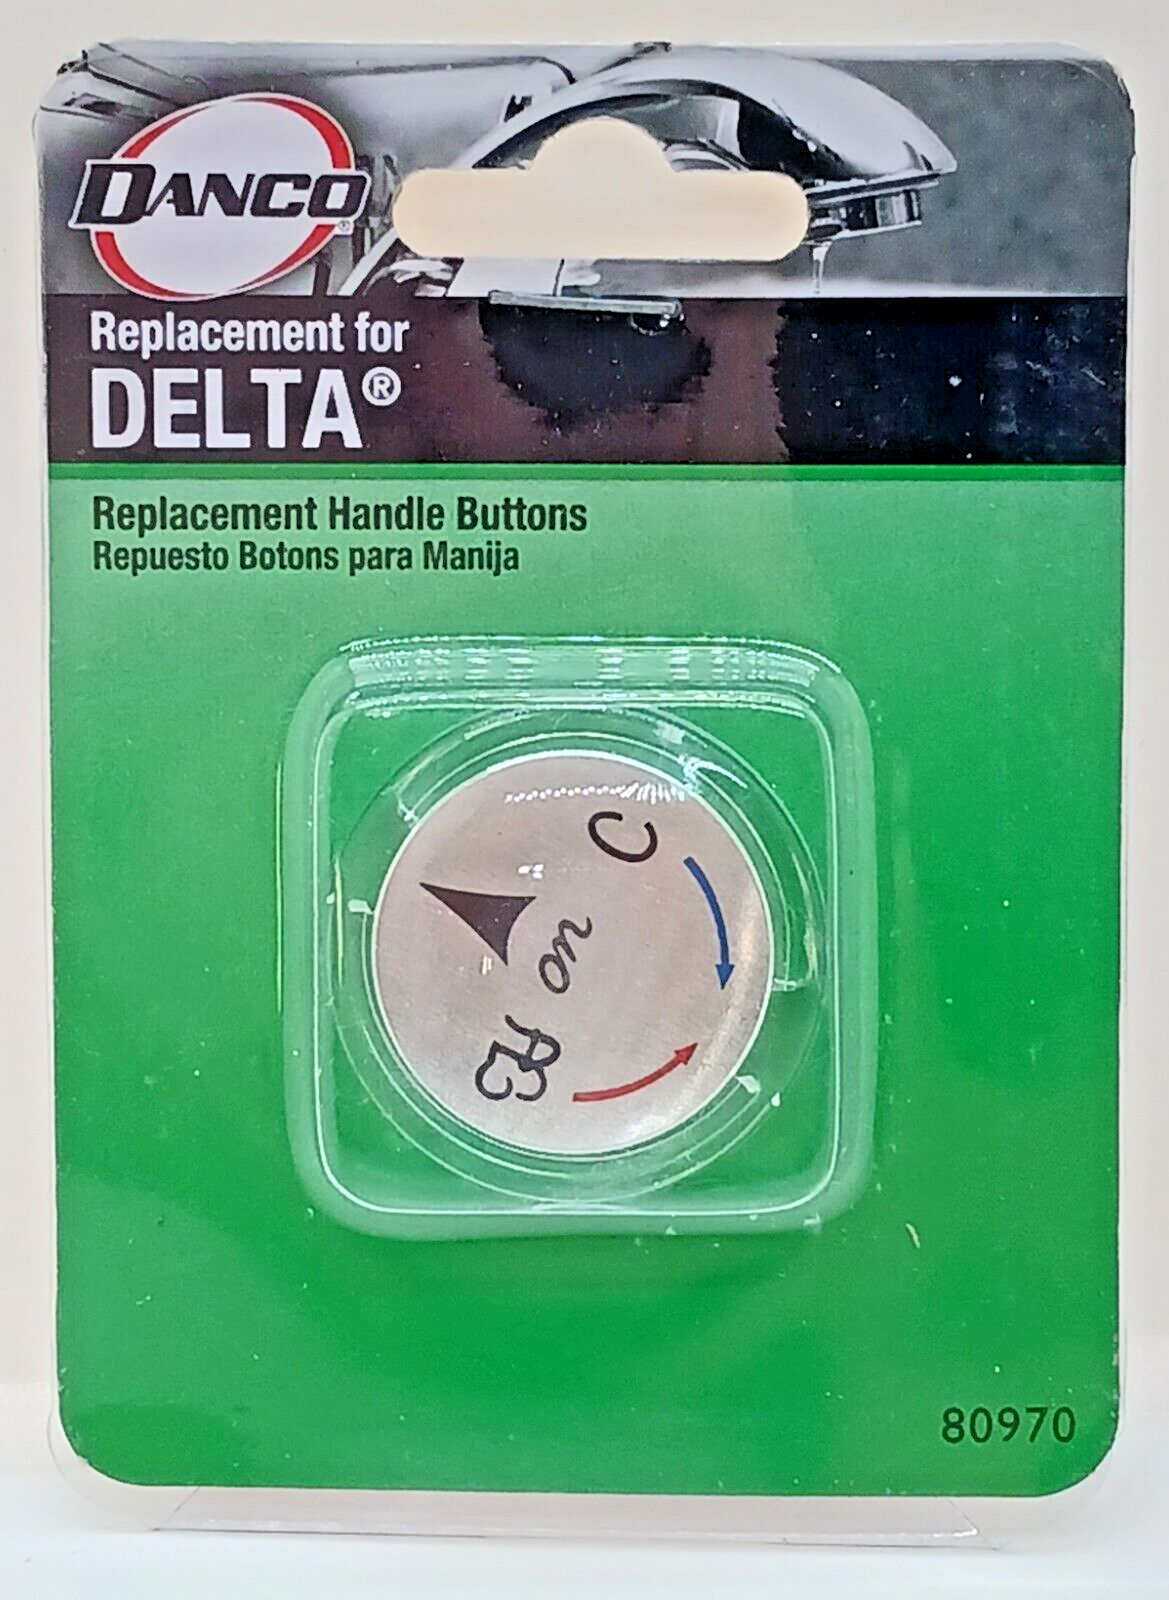 DANCO®
Replacement for
DELTA®
Replacement Handle Buttons
Repuesto Botons para Manija
C
on
H
80970